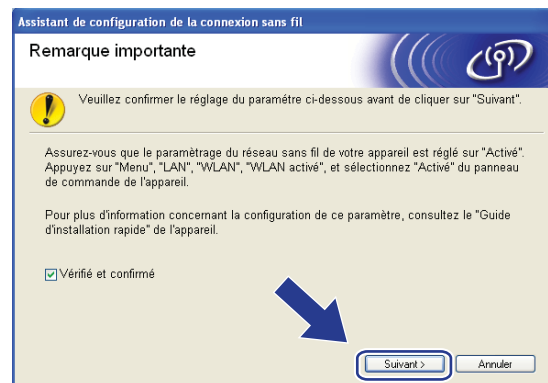 Assistant de configuration de la connexion sans fil
Remarque importante
Veuillez confirmer le réglage du paramétre ci-dessous avant de cliquer sur "Suivant".
Assurez-vous que le paramètrage du réseau sans fil de votre appareil est réglé sur "Activé".
Appuyez sur "Menu", "LAN", "WLAN", "WLAN activé", et sélectionnez "Activé" du panneau
de commande de l'appareil.
Pour plus d'information concernant la configuration de ce paramètre, consultez le "Guide
d'installation rapide" de l'appareil.
Vérifié et confirmé
Suivant >
Annuler